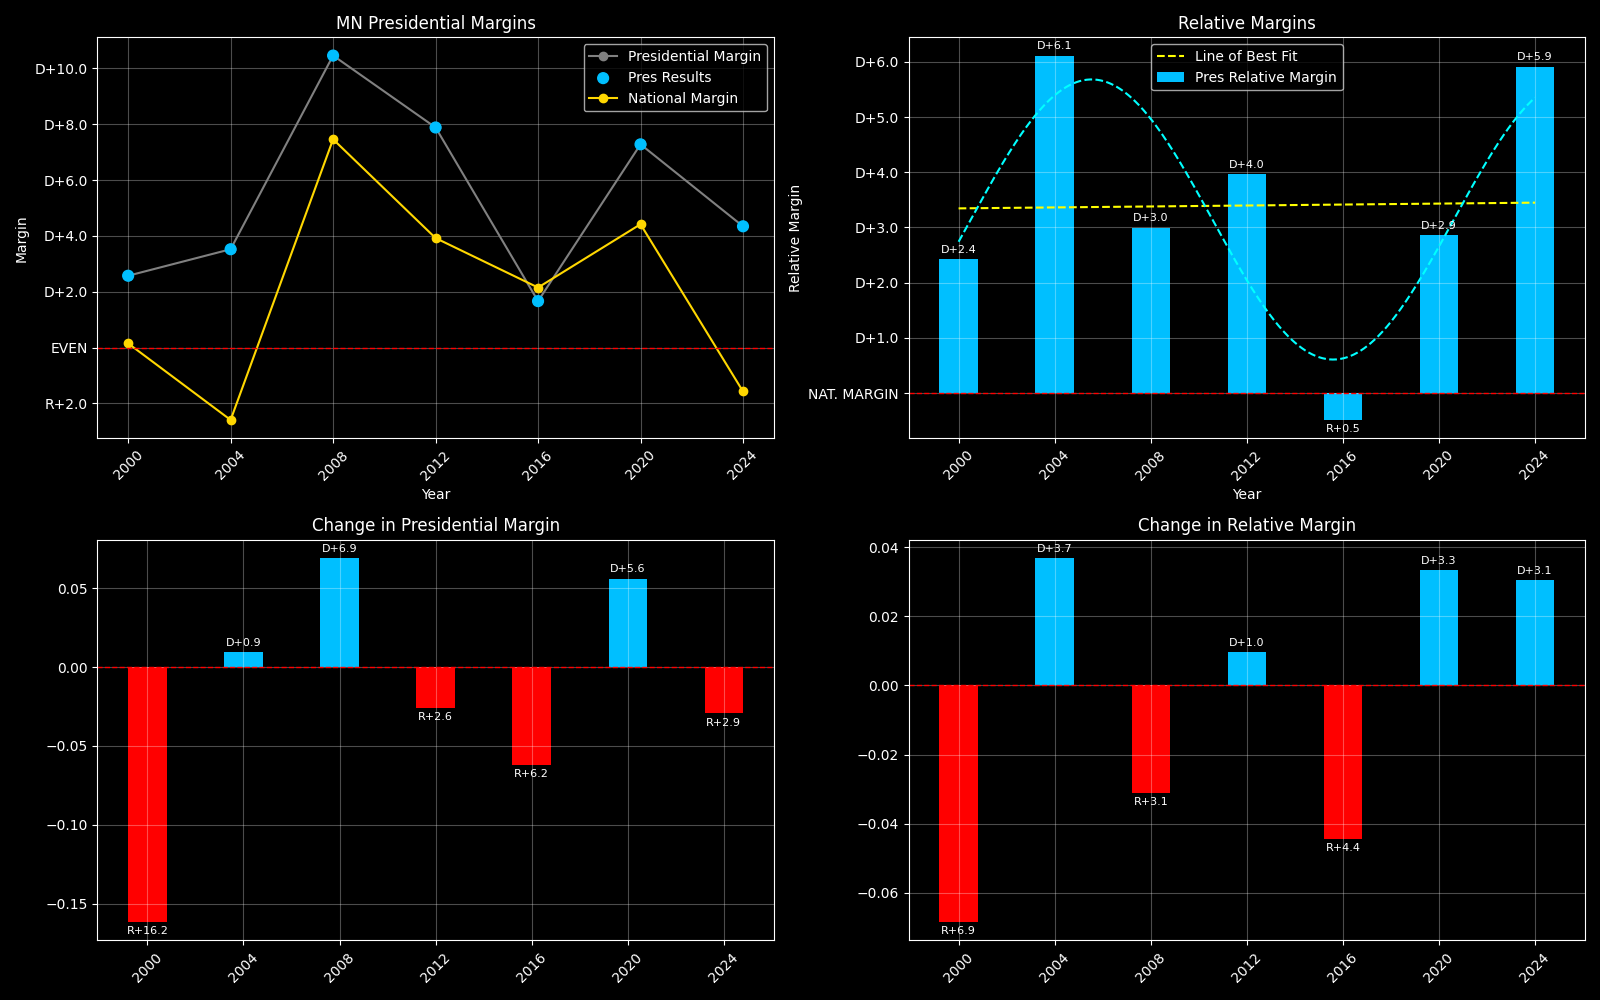 MN Presidential Margins
Presidential Margin
Pres Results
National Margin
D+10.0
D+8.0
D+6.0
D+4.0
D+2.0
EVEN
R+2.0
Margin
2000
2004
2008
2012
2016
2020
2024
Year
Relative Margins
Line of Best Fit
Pres Relative Margin
D+6.0
D+5.0
D+4.0
D+3.0
D+2.0
D+1.0
NAT. MARGIN
Relative Margin
D+2.4
D+6.1
D+3.0
D+4.0
R+0.5
D+2.9
D+5.9
2000
2004
2008
2012
2016
2020
2024
Year
Change in Presidential Margin
0.05
0.00
−0.05
−0.10
−0.15
R+16.2
D+0.9
D+6.9
R+2.6
R+6.2
D+5.6
R+2.9
2000
2004
2008
2012
2016
2020
2024
Change in Relative Margin
0.04
0.02
0.00
−0.02
−0.04
−0.06
R+6.9
D+3.7
R+3.1
D+1.0
R+4.4
D+3.3
D+3.1
2000
2004
2008
2012
2016
2020
2024